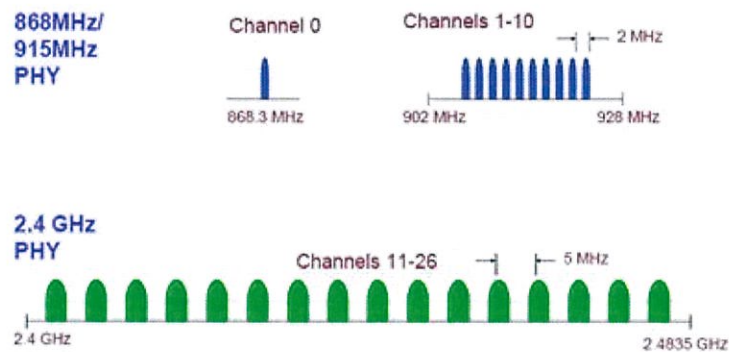 868MHz/
915MHz
PHY
Channel 0
Channels 1-10
2 MHz
868.3 MHz
902 MHz
928 MHz
2.4 GHz
PHY
Channels 11-26
5 MHz
2.4 GHz
2.4835 GHz